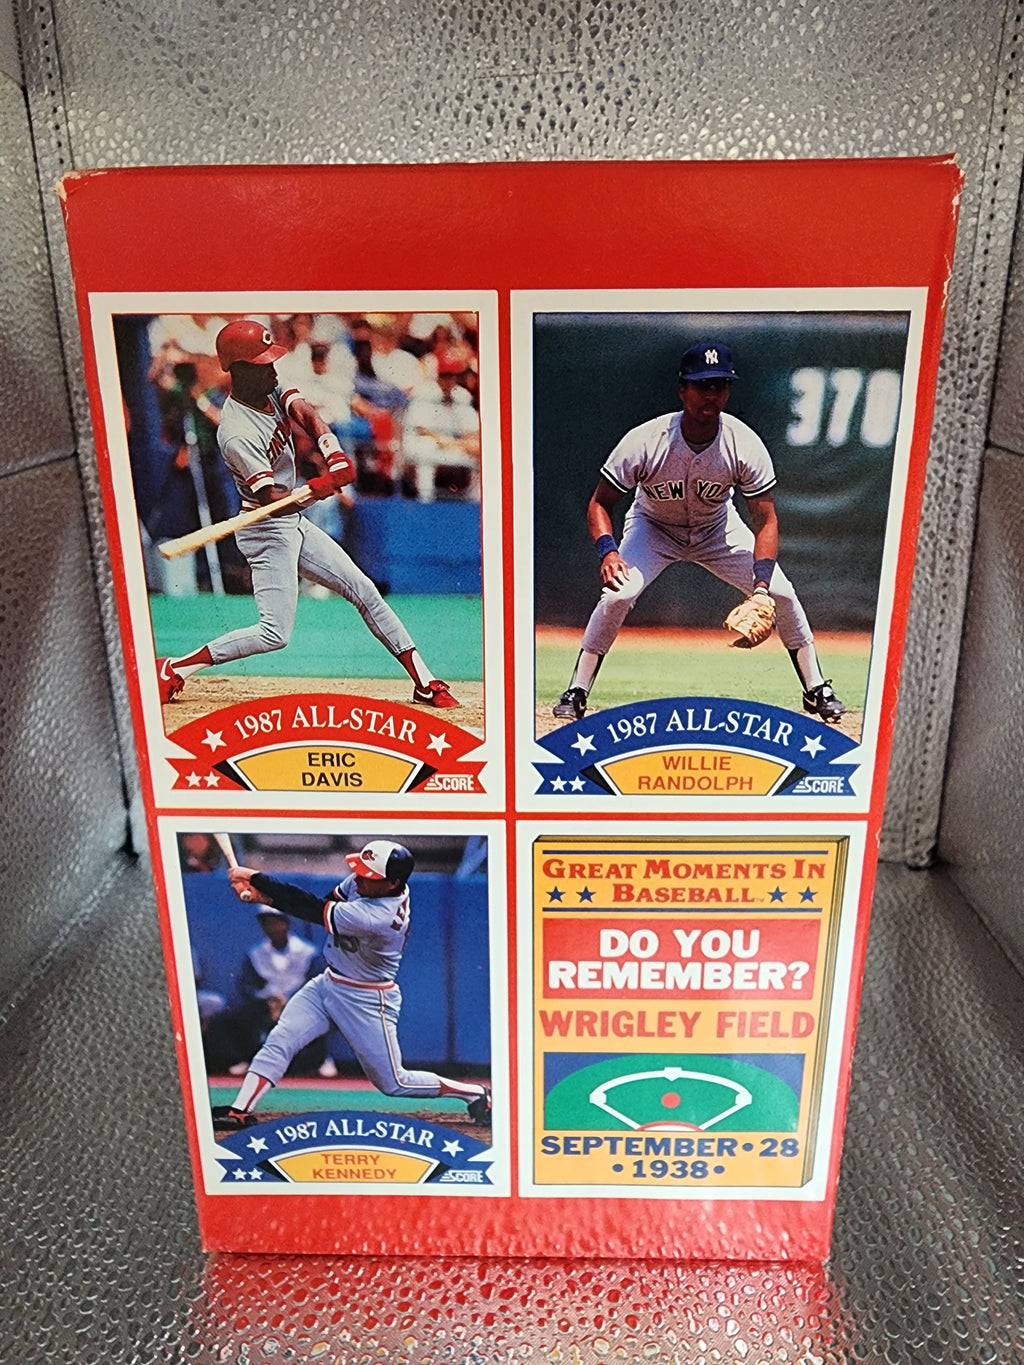 NEW YO
370
1987 ALL-STAR
ERIC
DAVIS
SCORE
1987 ALL-STAR
WILLIE
RANDOLPH
SCORE
1987 ALL-STAR
TERRY
KENNEDY
SCORE
GREAT MOMENTS IN
BASEBALL™
DO YOU
REMEMBER?
WRIGLEY FIELD
SEPTEMBER • 28
• 1938 •